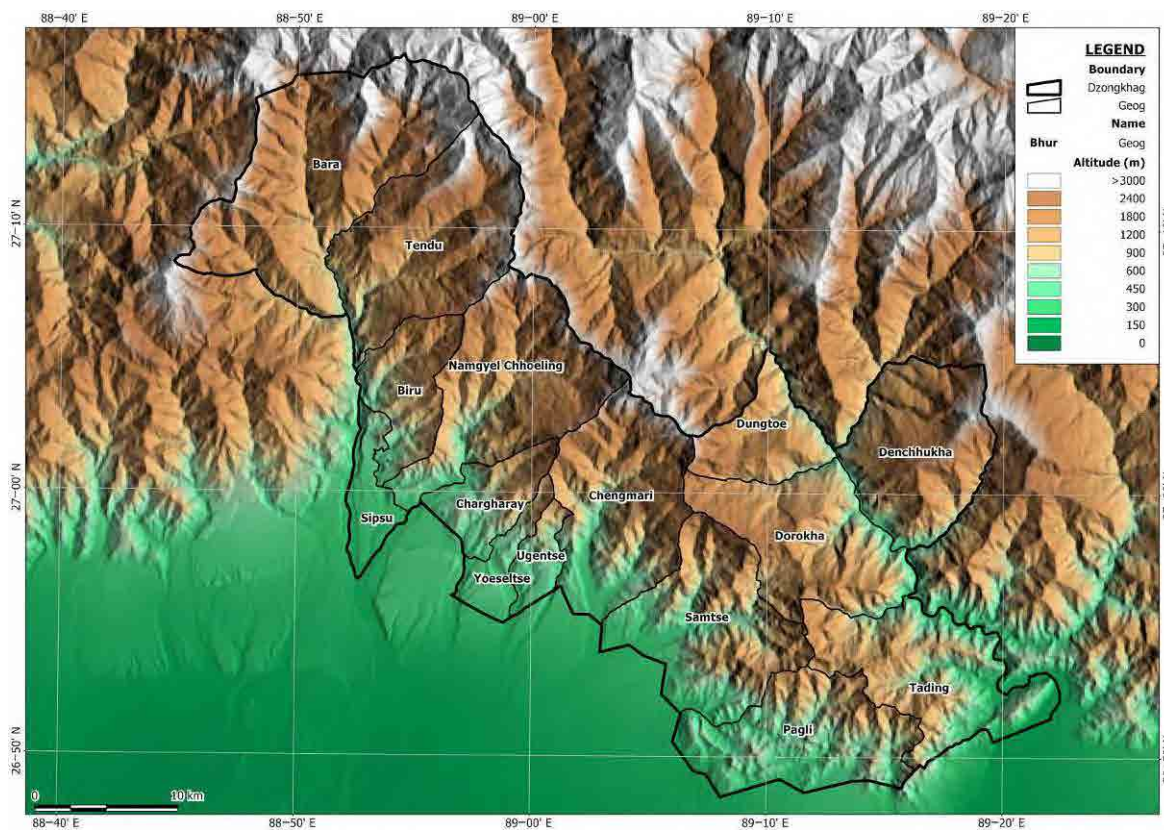 88-40' E
88-50' E
89-00' E
89-10' E
89-20' E
LEGEND
Boundary
Dzongkhag
Geog
Name
Bhur Geog
Altitude (m)
>3000
2400
1800
1200
900
600
450
300
150
0
27-10' N
27-00' N
26-50' N
Bara
Tendu
Namgyel Chhoeling
Biru
Dungtoe
Denchhukha
Chargharay
Chengmari
Sipsu
Dorokha
Ugentse
Yoeseltse
Samtse
Tading
Pagli
0 10 km
88-40' E
88-50' E
89-00' E
89-10' E
89-20' E